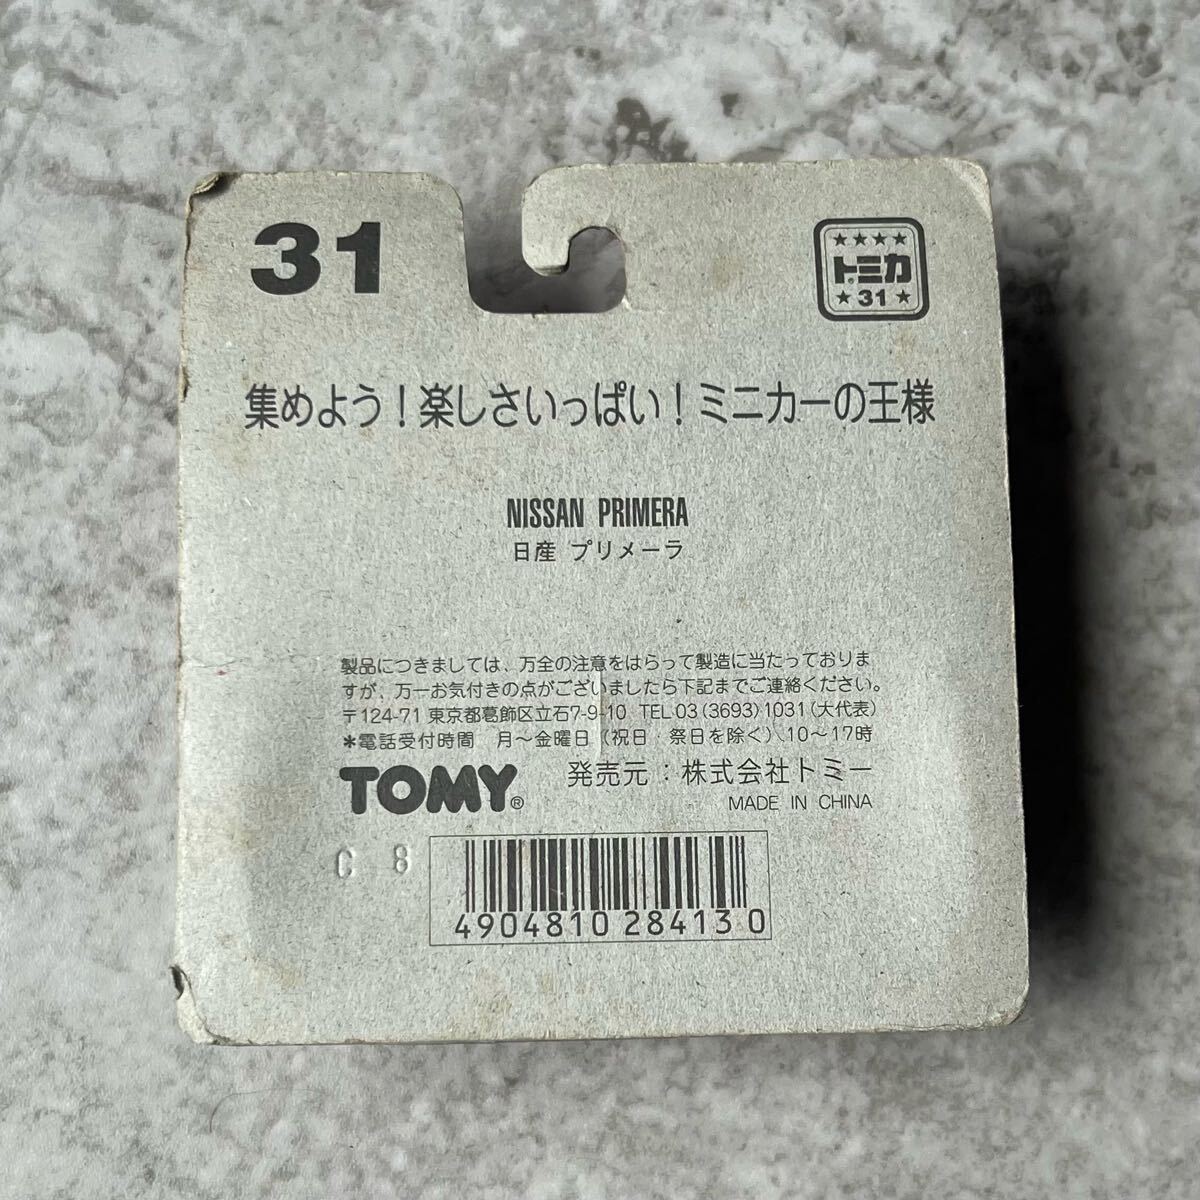 31
★★★★
トミカ
★31★
集めよう！楽しさいっぱい！ミニカーの王様
NISSAN PRIMERA
日産 プリメーラ
製品につきましては、万全の注意をはらって製造に当たっておりま
すが、万一お気付きの点がございましたら下記までご連絡ください。
〒124-71 東京都葛飾区立石7-9-10 TEL 03(3693)1031(大代表)
＊電話受付時間 月〜金曜日(祝日・祭日を除く)、10〜17時
TOMY® 発売元：株式会社トミー
MADE IN CHINA
C 8
4904810 284130